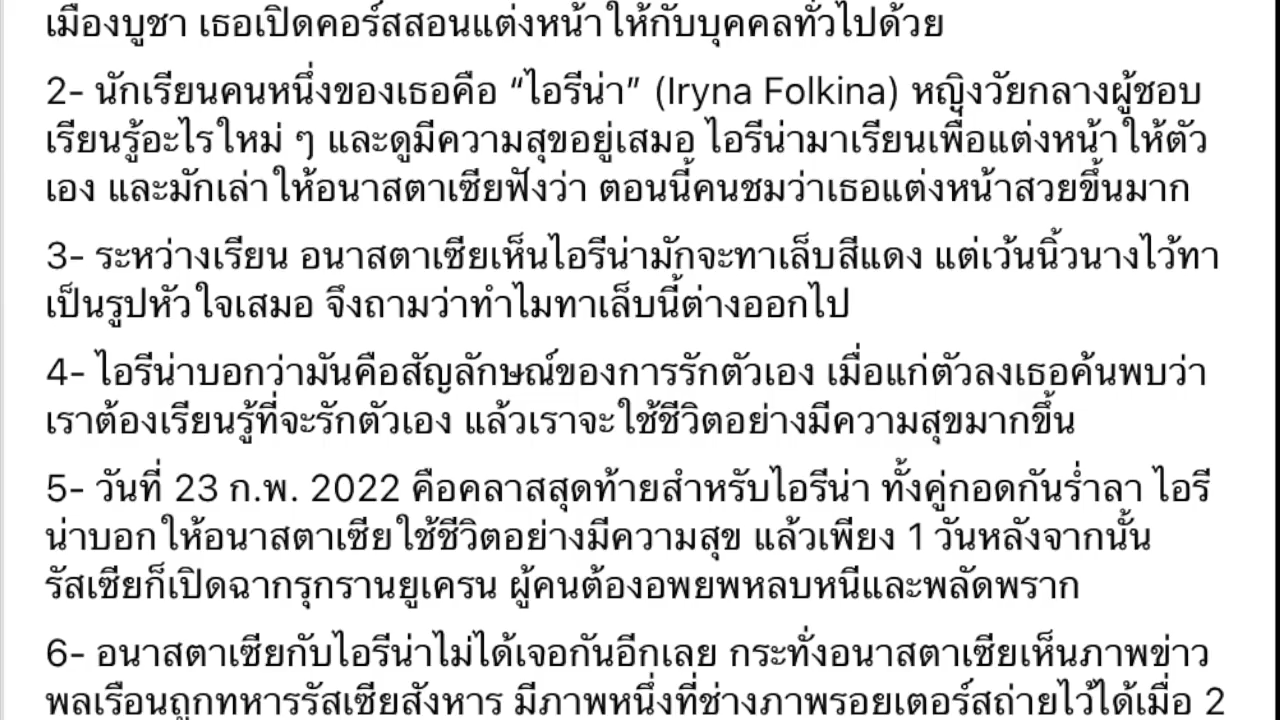 เมืองบูชา เธอเปิดคอร์สสอนแต่งหน้าให้กับบุคคลทั่วไปด้วย
2- นักเรียนคนหนึ่งของเธอคือ “ไอรีน่า” (Iryna Folkina) หญิงวัยกลางผู้ชอบ
เรียนรู้อะไรใหม่ ๆ และดูมีความสุขอยู่เสมอ ไอรีน่ามาเรียนเพื่อแต่งหน้าให้ตัว
เอง และมักเล่าให้อนาสตาเซียฟังว่า ตอนนี้คนชมว่าเธอแต่งหน้าสวยขึ้นมาก
3- ระหว่างเรียน อนาสตาเซียเห็นไอรีน่ามักจะทาเล็บสีแดง แต่เว้นนิ้วนางไว้ทา
เป็นรูปหัวใจเสมอ จึงถามว่าทำไมทาเล็บนี้ต่างออกไป
4- ไอรีน่าบอกว่ามันคือสัญลักษณ์ของการรักตัวเอง เมื่อแก่ตัวลงเธอค้นพบว่า
เราต้องเรียนรู้ที่จะรักตัวเอง แล้วเราจะใช้ชีวิตอย่างมีความสุขมากขึ้น
5- วันที่ 23 ก.พ. 2022 คือคลาสสุดท้ายสำหรับไอรีน่า ทั้งคู่กอดกันร่ำลา ไอรี
น่าบอกให้อนาสตาเซียใช้ชีวิตอย่างมีความสุข แล้วเพียง 1 วันหลังจากนั้น
รัสเซียก็เปิดฉากรุกรานยูเครน ผู้คนต้องอพยพหลบหนีและพลัดพราก
6- อนาสตาเซียกับไอรีน่าไม่ได้เจอกันอีกเลย กระทั่งอนาสตาเซียเห็นภาพข่าว
พลเรือนถูกทหารรัสเซียสังหาร มีภาพหนึ่งที่ช่างภาพรอยเตอร์สถ่ายไว้ได้เมื่อ 2